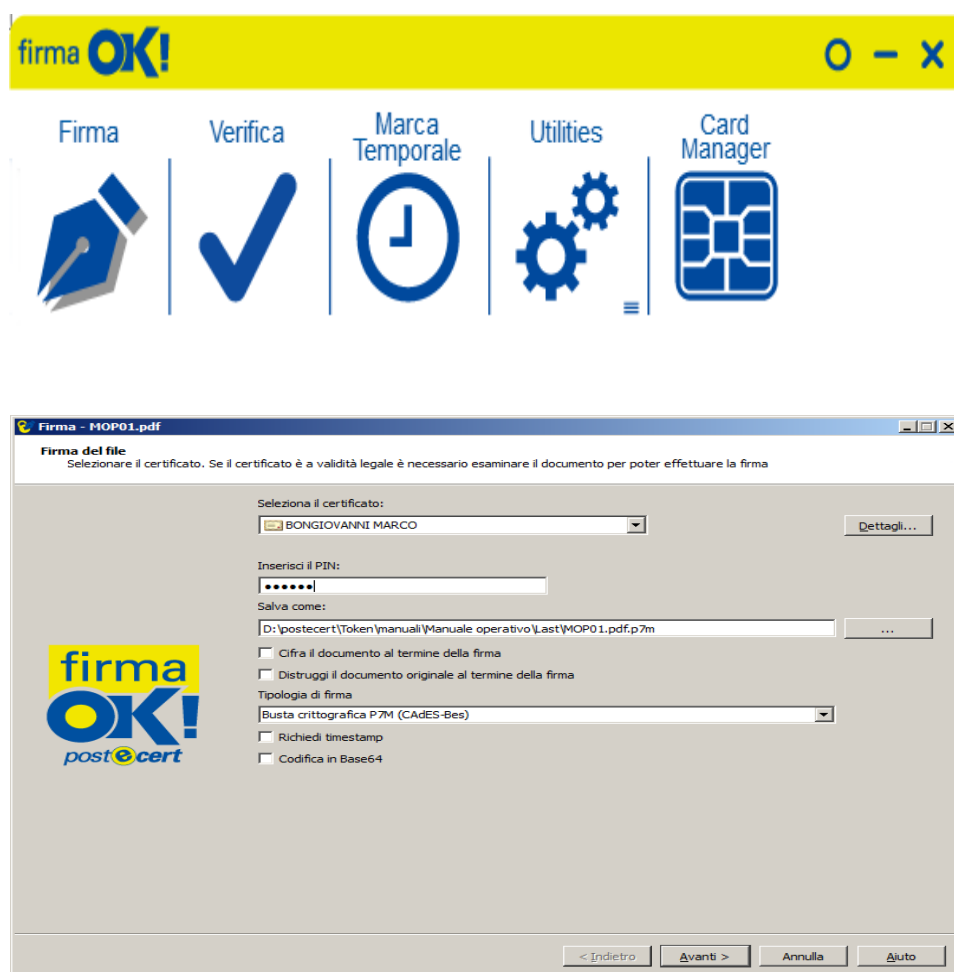 firma OK!
Firma
Verifica
Marca
Temporale
Utilities
Card
Manager
Firma - MOP01.pdf
Firma del file
Selezionare il certificato. Se il certificato è a validità legale è necessario esaminare il documento per poter effettuare la firma
Seleziona il certificato:
BONGIOVANNI MARCO
Dettagli...
Inserisci il PIN:
••••••
Salva come:
D:\postecert\Token\manuali\Manuale operativo\Last\MOP01.pdf.p7m
...
Cifra il documento al termine della firma
Distruggi il documento originale al termine della firma
Tipologia di firma
Busta crittografica P7M (CAdES-Bes)
Richiedi timestamp
Codifica in Base64
firma
OK!
postecert
< Indietro
Avanti >
Annulla
Aiuto